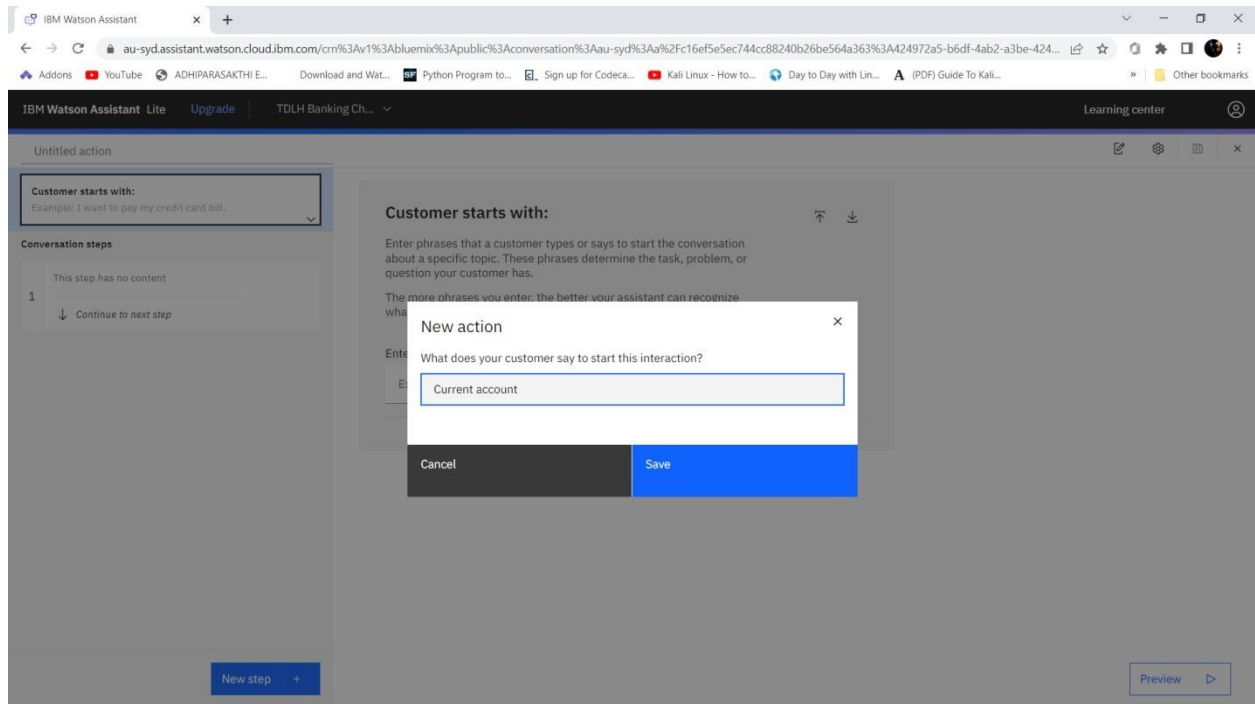 IBM Watson Assistant
au-syd.assistant.watson.cloud.ibm.com/crn%3Av1%3Abluemix%3Apublic%3Aconversation%3Aau-syd%3Aa%2Fc16ef5e5ec744cc88240b26be564a363%3A424972a5-b6df-4ab2-a3be-424...
Addons YouTube ADHIPARASAKTHI E... Download and Wat... SF Python Program to... Sign up for Codeca... Kali Linux - How to... Day to Day with Lin... A (PDF) Guide To Kali... » Other bookmarks
IBM Watson Assistant Lite Upgrade TDLH Banking Ch... Learning center
Untitled action
Customer starts with:
Example: I want to pay my credit card bill.
Conversation steps
1
This step has no content
Continue to next step
New step +
Customer starts with:
Enter phrases that a customer types or says to start the conversation
about a specific topic. These phrases determine the task, problem, or
question your customer has.
The more phrases you enter, the better your assistant can recognize
New action
What does your customer say to start this interaction?
Current account
Cancel
Save
Preview